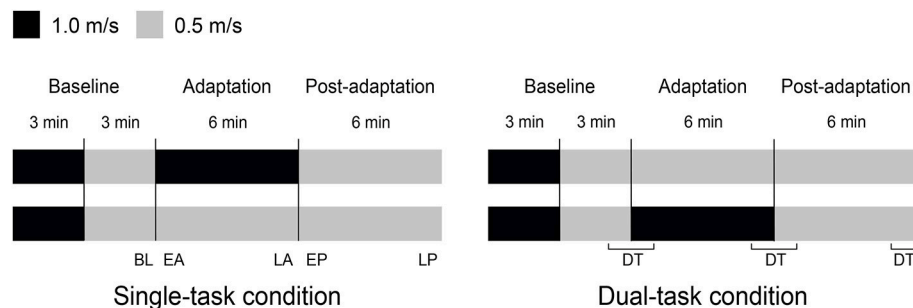 1.0 m/s 0.5 m/s
Baseline Adaptation Post-adaptation
3 min 3 min 6 min 6 min
BL EA LA EP LP
Single-task condition
Baseline Adaptation Post-adaptation
3 min 3 min 6 min 6 min
DT DT DT
Dual-task condition